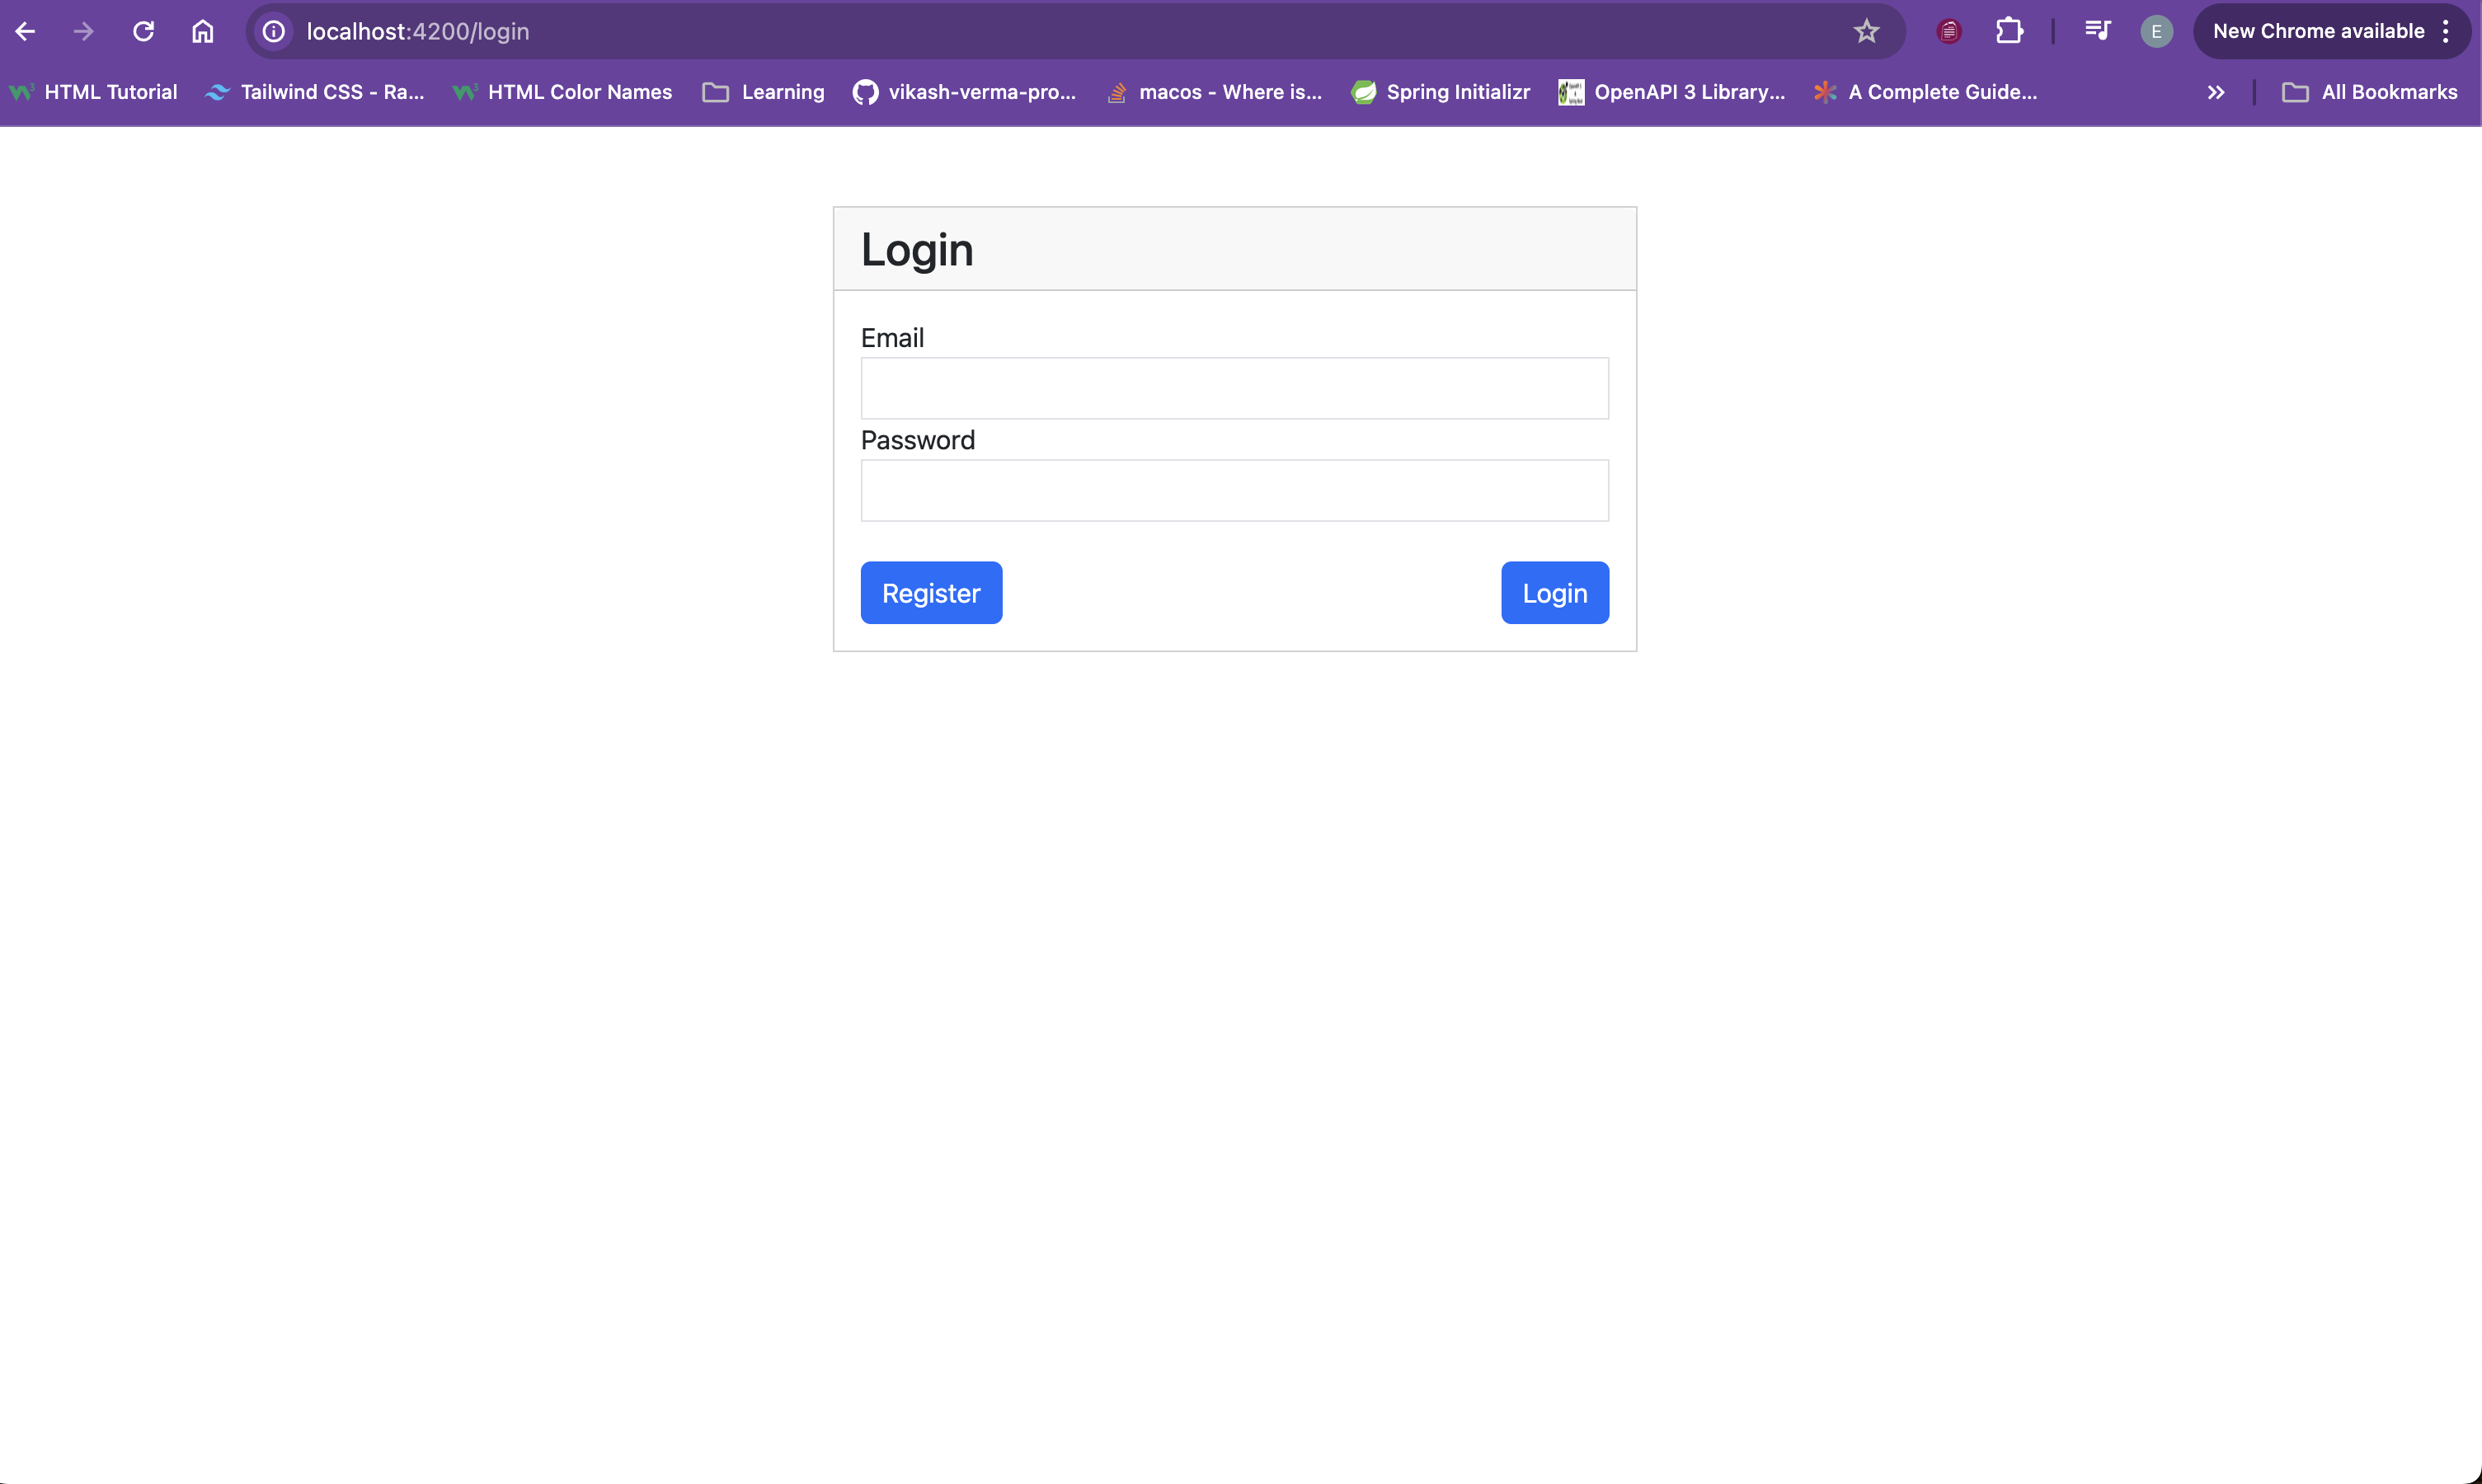 localhost:4200/login
E
New Chrome available
HTML Tutorial
Tailwind CSS - Ra...
HTML Color Names
Learning
vikash-verma-pro...
macos - Where is...
Spring Initializr
OpenAPI 3 Library...
A Complete Guide...
All Bookmarks
Login
Email
Password
Register
Login